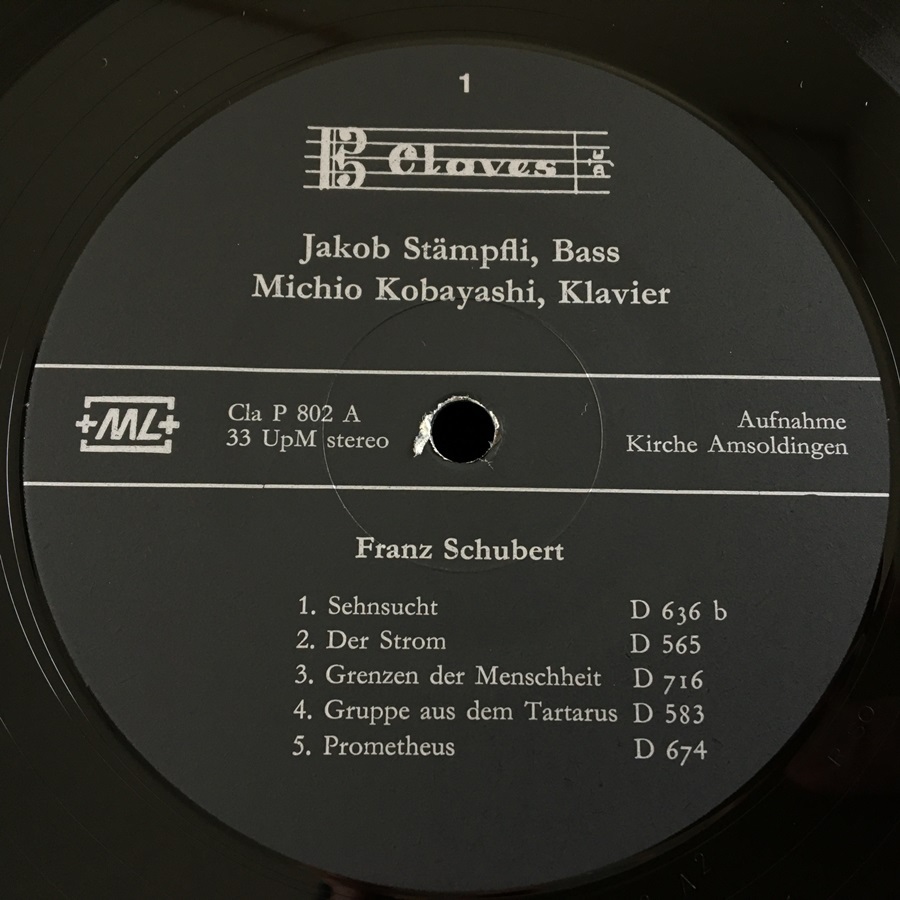 1
Claves
Jakob Stämpfli, Bass
Michio Kobayashi, Klavier
+ML+
Cla P 802 A
33 UpM stereo
Aufnahme
Kirche Amsoldingen
Franz Schubert
1. Sehnsucht D 636 b
2. Der Strom D 565
3. Grenzen der Menschheit D 716
4. Gruppe aus dem Tartarus D 583
5. Prometheus D 674